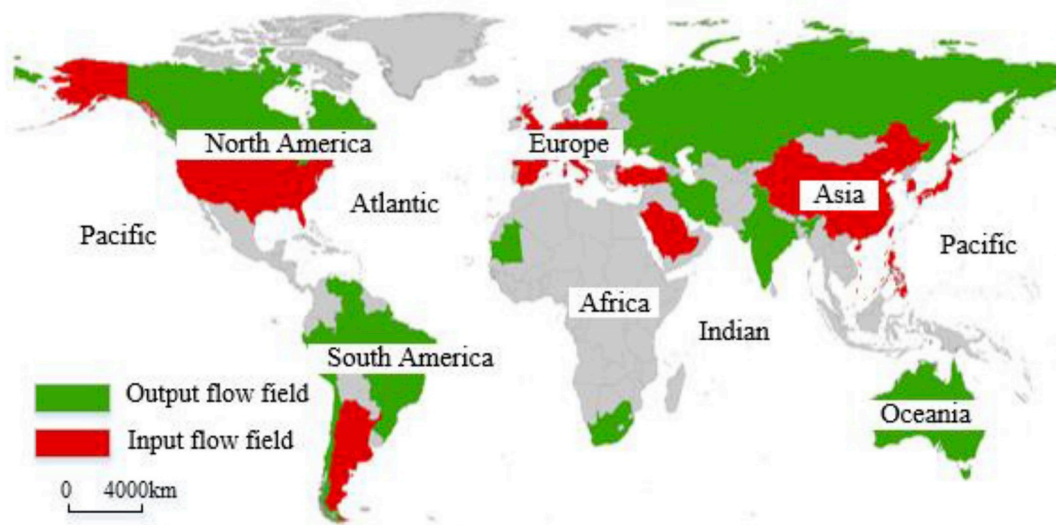 North America
Europe
Asia
Atlantic
Pacific
Pacific
Africa
Indian
South America
Output flow field
Oceania
Input flow field
0 4000km